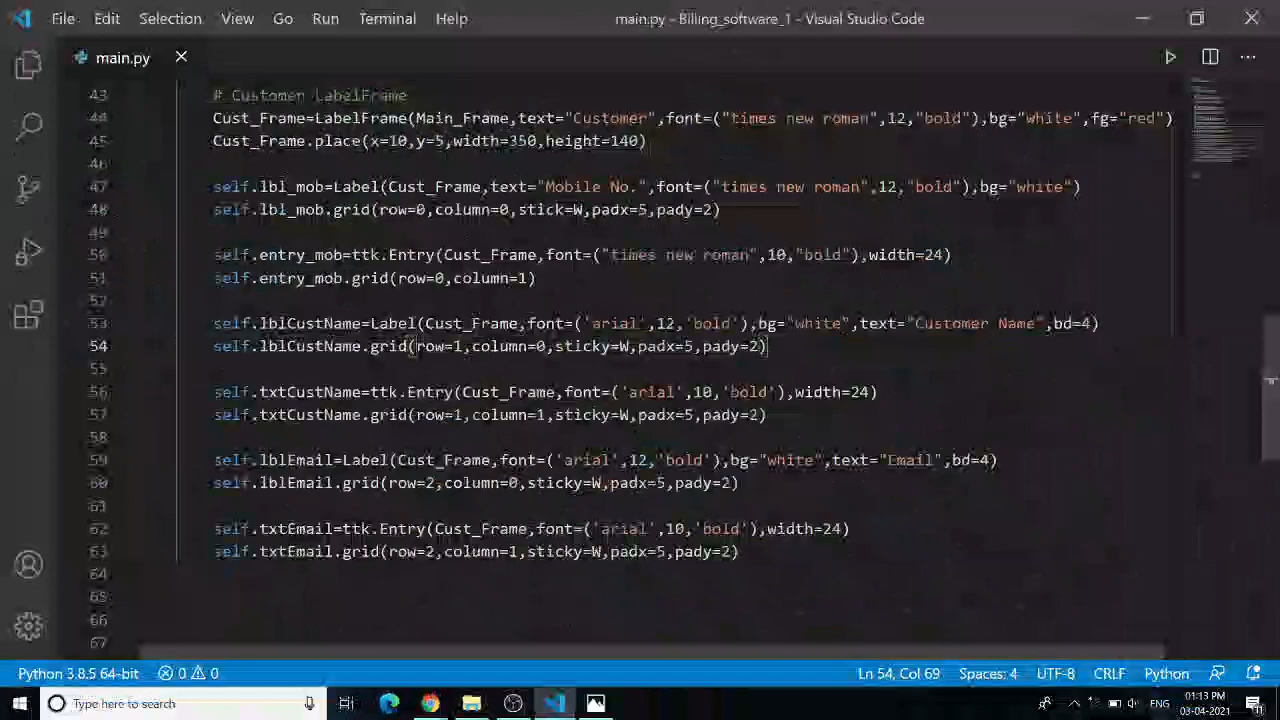 File Edit Selection View Go Run Terminal Help main.py - Billing_software_1 - Visual Studio Code
main.py
43 # Customer LabelFrame
44 Cust_Frame=LabelFrame(Main_Frame,text="Customer",font=("times new roman",12,"bold"),bg="white",fg="red")
45 Cust_Frame.place(x=10,y=5,width=350,height=140)
46
47 self.lbl_mob=Label(Cust_Frame,text="Mobile No.",font=("times new roman",12,"bold"),bg="white")
48 self.lbl_mob.grid(row=0,column=0,stick=W,padx=5,pady=2)
49
50 self.entry_mob=ttk.Entry(Cust_Frame,font=("times new roman",10,"bold"),width=24)
51 self.entry_mob.grid(row=0,column=1)
52
53 self.lblCustName=Label(Cust_Frame,font=('arial',12,'bold'),bg="white",text="Customer Name",bd=4)
54 self.lblCustName.grid(row=1,column=0,sticky=W,padx=5,pady=2)
55
56 self.txtCustName=ttk.Entry(Cust_Frame,font=('arial',10,'bold'),width=24)
57 self.txtCustName.grid(row=1,column=1,sticky=W,padx=5,pady=2)
58
59 self.lblEmail=Label(Cust_Frame,font=('arial',12,'bold'),bg="white",text="Email",bd=4)
60 self.lblEmail.grid(row=2,column=0,sticky=W,padx=5,pady=2)
61
62 self.txtEmail=ttk.Entry(Cust_Frame,font=('arial',10,'bold'),width=24)
63 self.txtEmail.grid(row=2,column=1,sticky=W,padx=5,pady=2)
64
65
66
67
Python 3.8.5 64-bit 0 0 Ln 54, Col 69 Spaces: 4 UTF-8 CRLF Python
Type here to search ENG 01:13 PM
03-04-2021